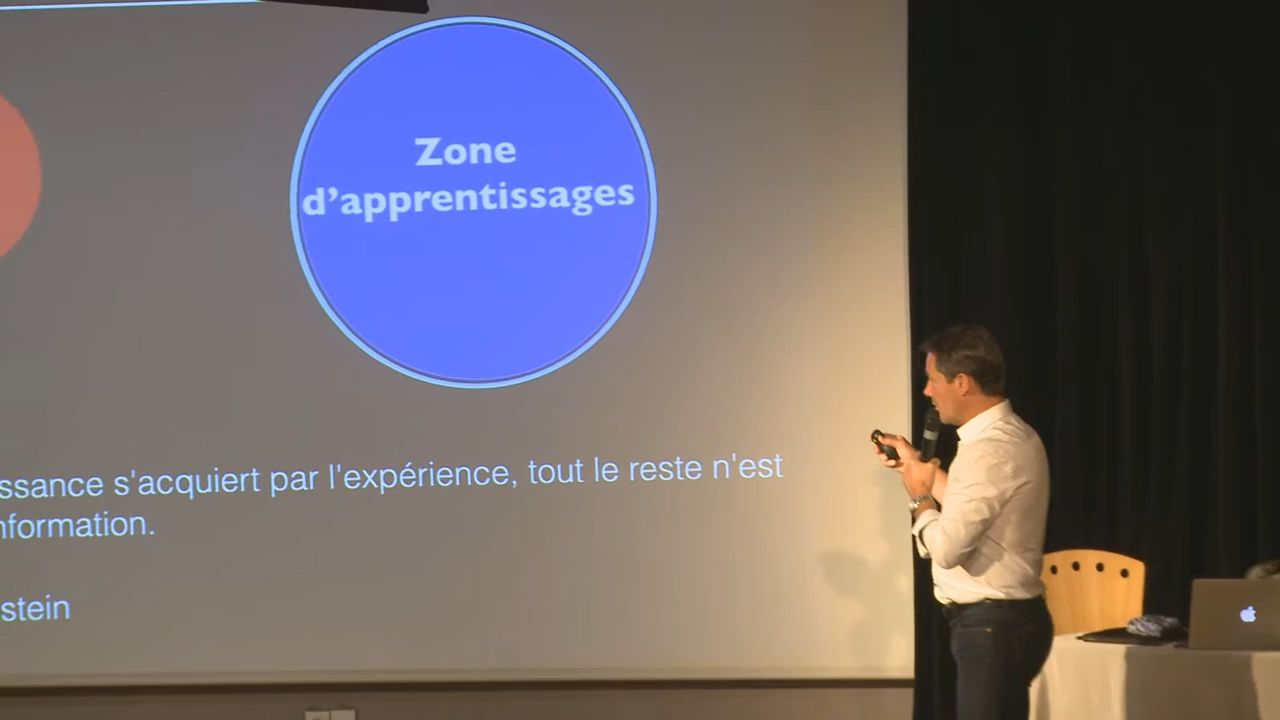 Zone
d'apprentissages
ssance s'acquiert par l'expérience, tout le reste n'est
nformation.
stein